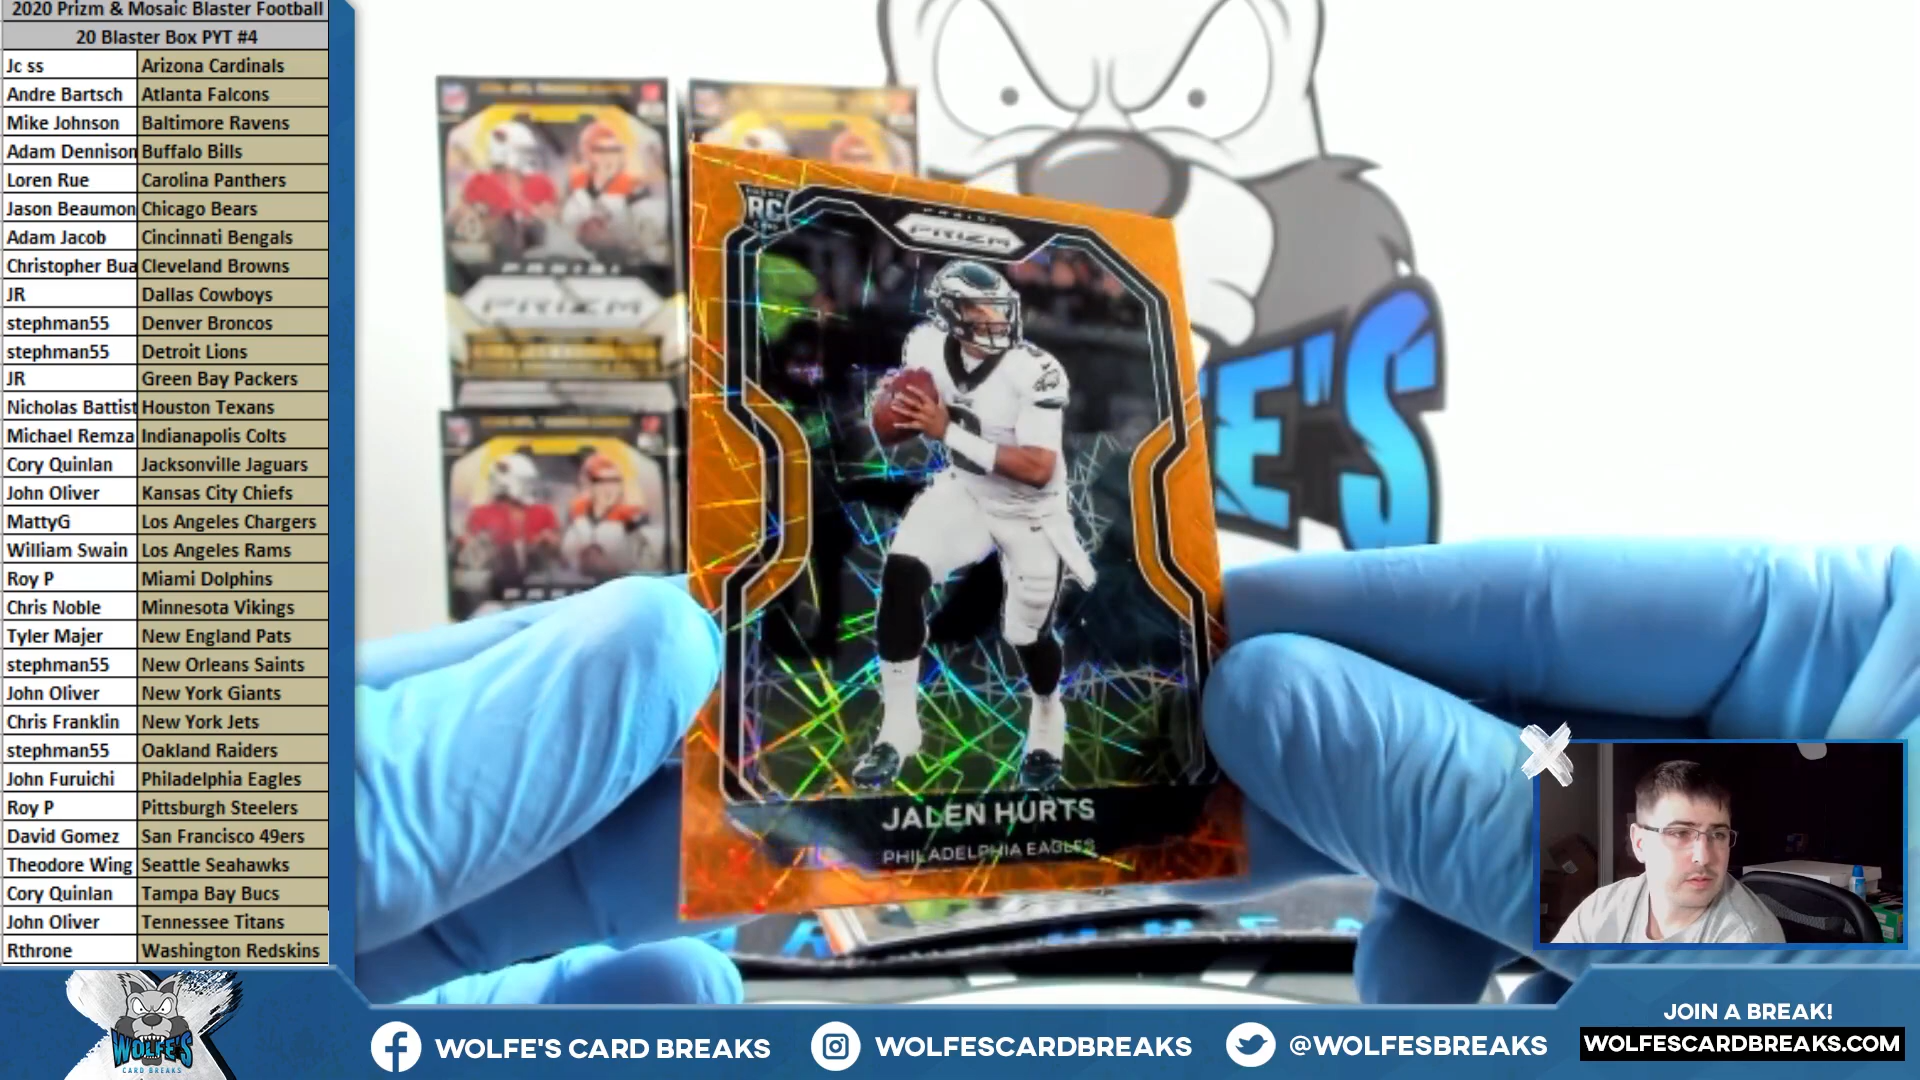 2020 Prizm & Mosaic Blaster Football
20 Blaster Box PYT #4
Jc ss Arizona Cardinals
Andre Bartsch Atlanta Falcons
Mike Johnson Baltimore Ravens
Adam Dennison Buffalo Bills
Loren Rue Carolina Panthers
Jason Beaumon Chicago Bears
Adam Jacob Cincinnati Bengals
Christopher Bua Cleveland Browns
JR Dallas Cowboys
stephman55 Denver Broncos
stephman55 Detroit Lions
JR Green Bay Packers
Nicholas Battist Houston Texans
Michael Remza Indianapolis Colts
Cory Quinlan Jacksonville Jaguars
John Oliver Kansas City Chiefs
MattyG Los Angeles Chargers
William Swain Los Angeles Rams
Roy P Miami Dolphins
Chris Noble Minnesota Vikings
Tyler Majer New England Pats
stephman55 New Orleans Saints
John Oliver New York Giants
Chris Franklin New York Jets
stephman55 Oakland Raiders
John Furuichi Philadelphia Eagles
Roy P Pittsburgh Steelers
David Gomez San Francisco 49ers
Theodore Wing Seattle Seahawks
Cory Quinlan Tampa Bay Bucs
John Oliver Tennessee Titans
Rthrone Washington Redskins
PANINI
PRIZM
RC
PANINI
PRIZM
E'S
JALEN HURTS
PHILADELPHIA EAGLES
WOLFE'S
CARD BREAKS
WOLFE'S CARD BREAKS
WOLFESCARDBREAKS
@WOLFESBREAKS
JOIN A BREAK!
WOLFESCARDBREAKS.COM